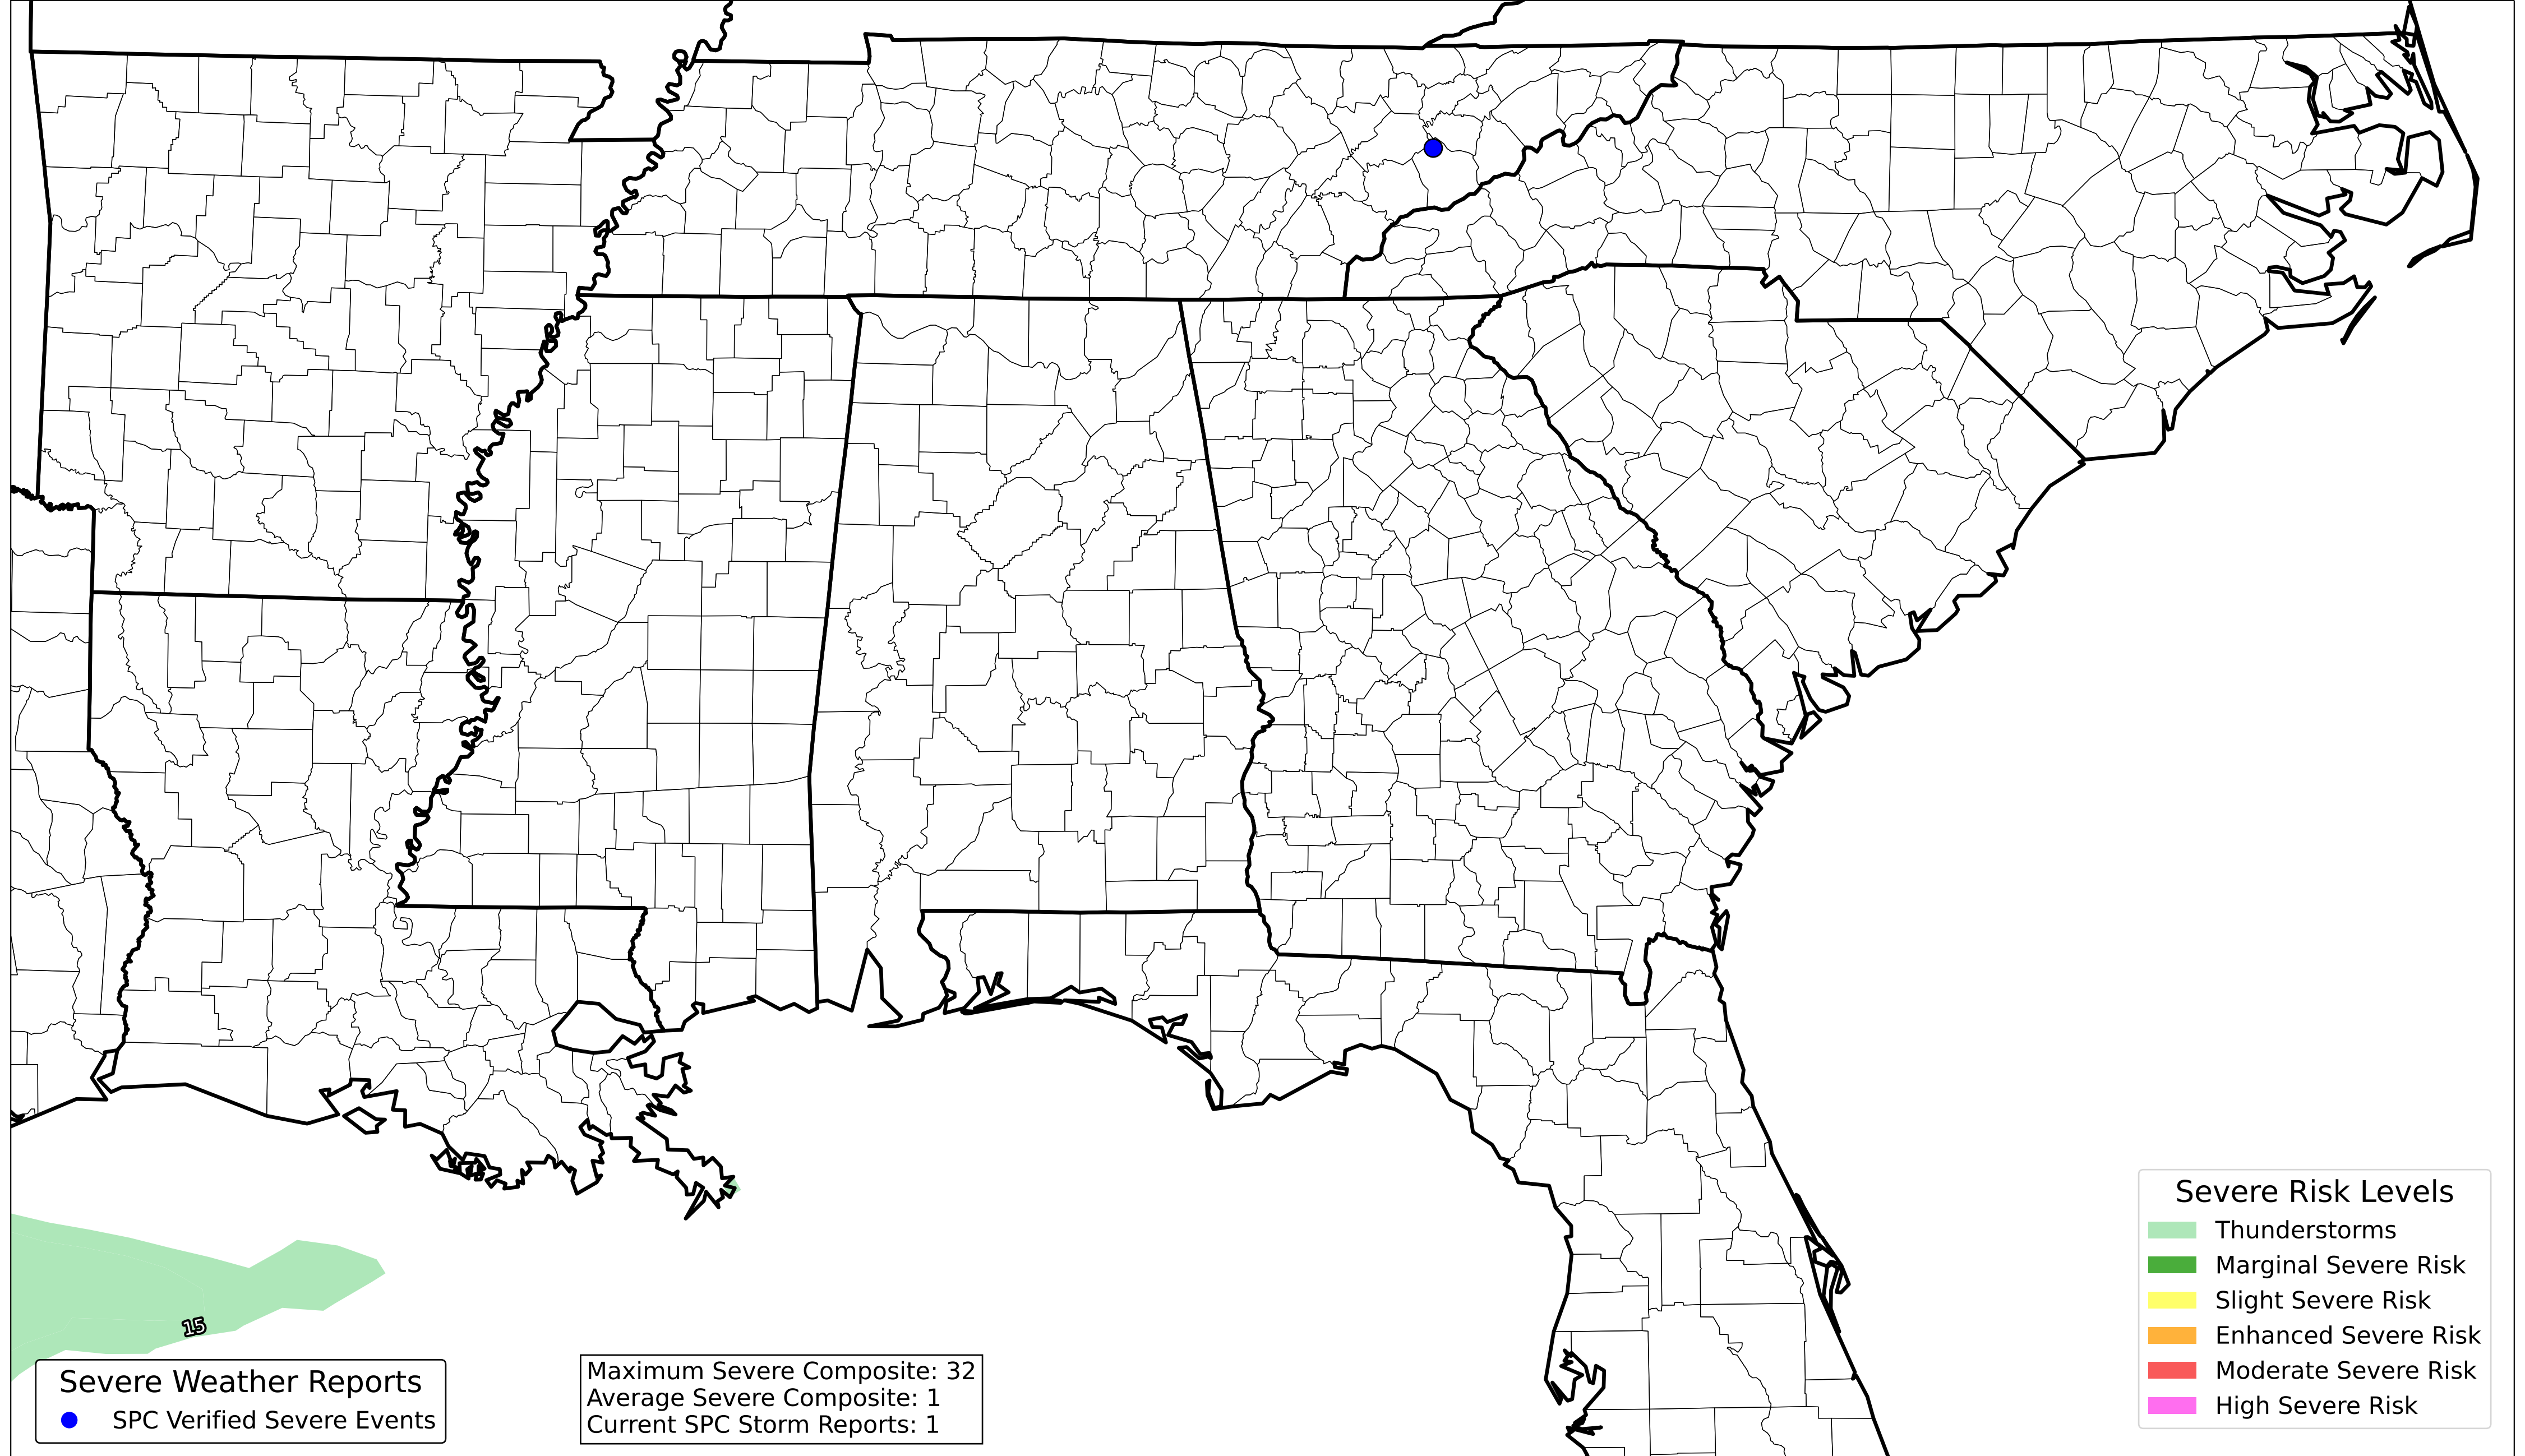 15
Severe Weather Reports
SPC Verified Severe Events
Maximum Severe Composite: 32
Average Severe Composite: 1
Current SPC Storm Reports: 1
Severe Risk Levels
Thunderstorms
Marginal Severe Risk
Slight Severe Risk
Enhanced Severe Risk
Moderate Severe Risk
High Severe Risk